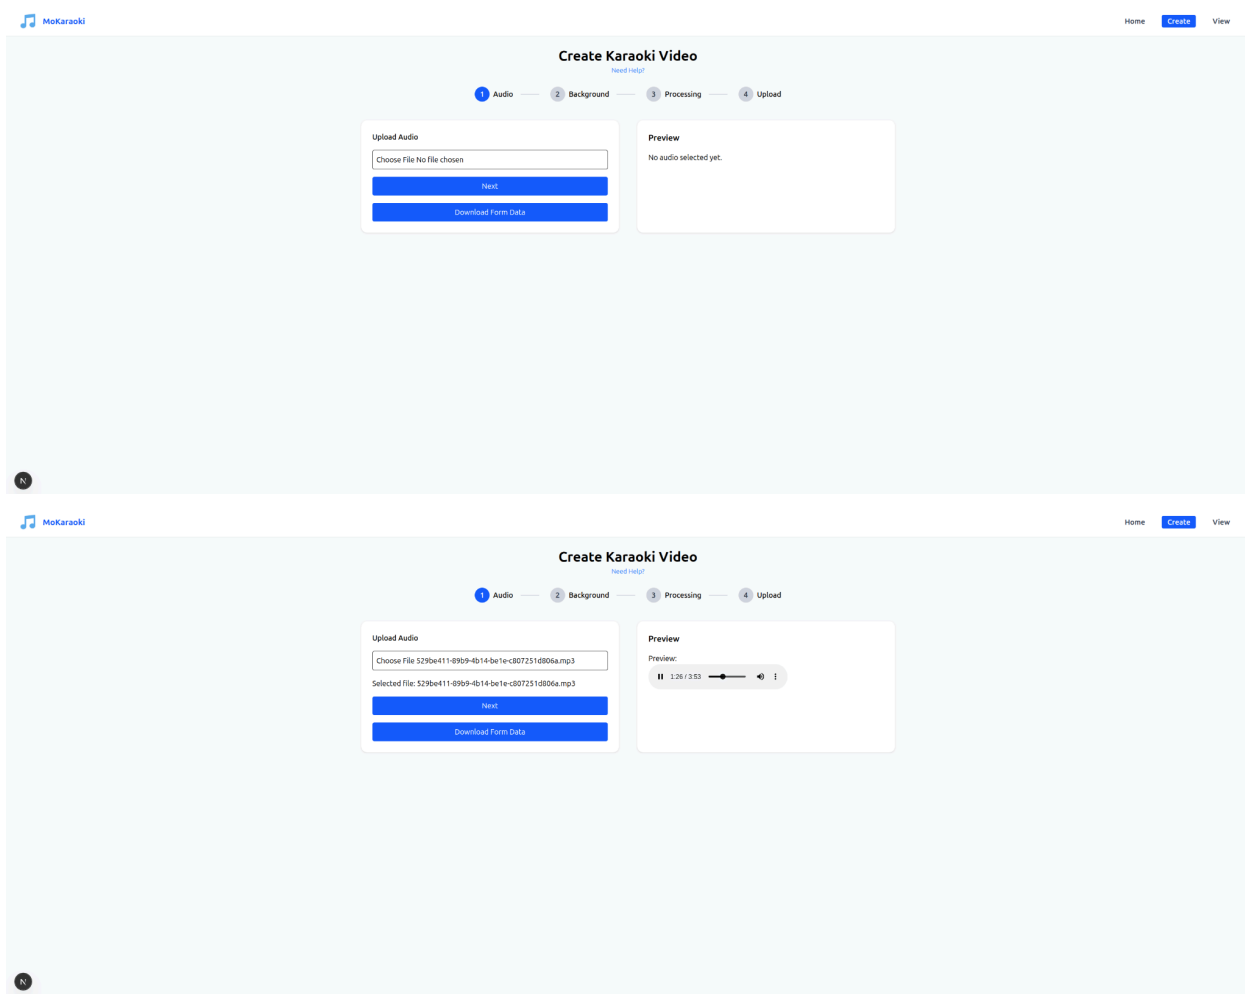 MoKaraoki Home Create View
Create Karaoki Video
Need Help?
1 Audio 2 Background 3 Processing 4 Upload
Upload Audio
Choose File No file chosen
Next
Download Form Data
Preview
No audio selected yet.
N
MoKaraoki Home Create View
Create Karaoki Video
Need Help?
1 Audio 2 Background 3 Processing 4 Upload
Upload Audio
Choose File 529be411-89b9-4b14-be1e-c807251d806a.mp3
Selected file: 529be411-89b9-4b14-be1e-c807251d806a.mp3
Next
Download Form Data
Preview
Preview:
1:26 / 3:53
N